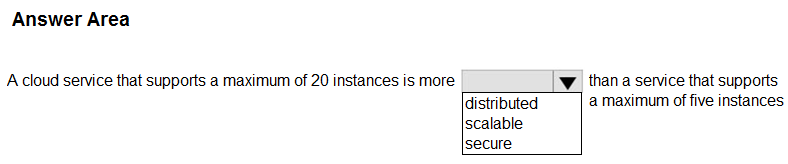 Answer Area
A cloud service that supports a maximum of 20 instances is more than a service that supports
a maximum of five instances
distributed
scalable
secure